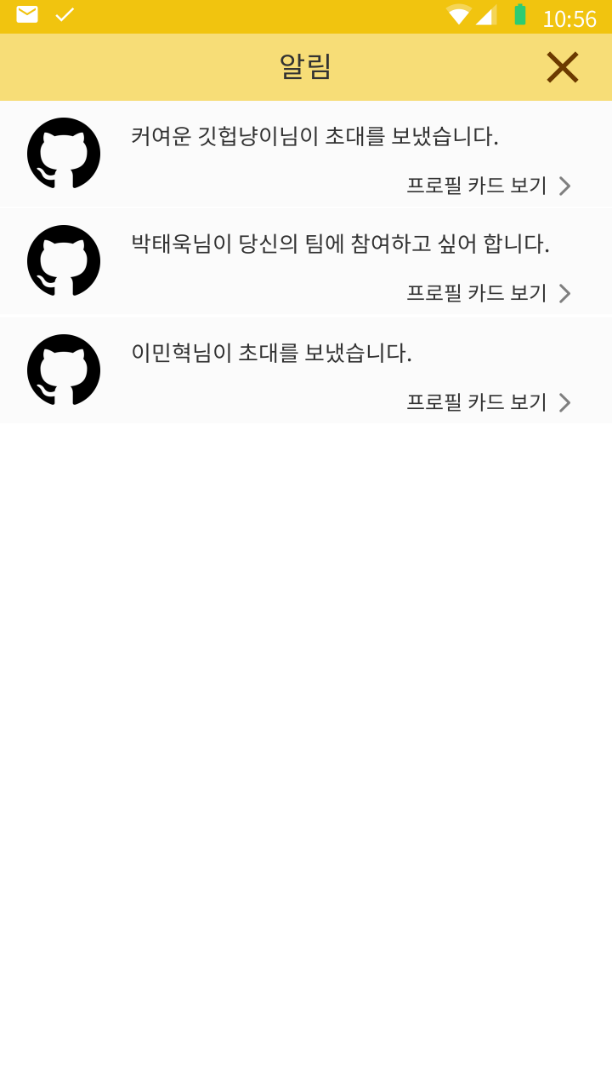 10:56
알림
커여운 깃헙냥이님이 초대를 보냈습니다.
프로필 카드 보기
박태욱님이 당신의 팀에 참여하고 싶어 합니다.
프로필 카드 보기
이민혁님이 초대를 보냈습니다.
프로필 카드 보기